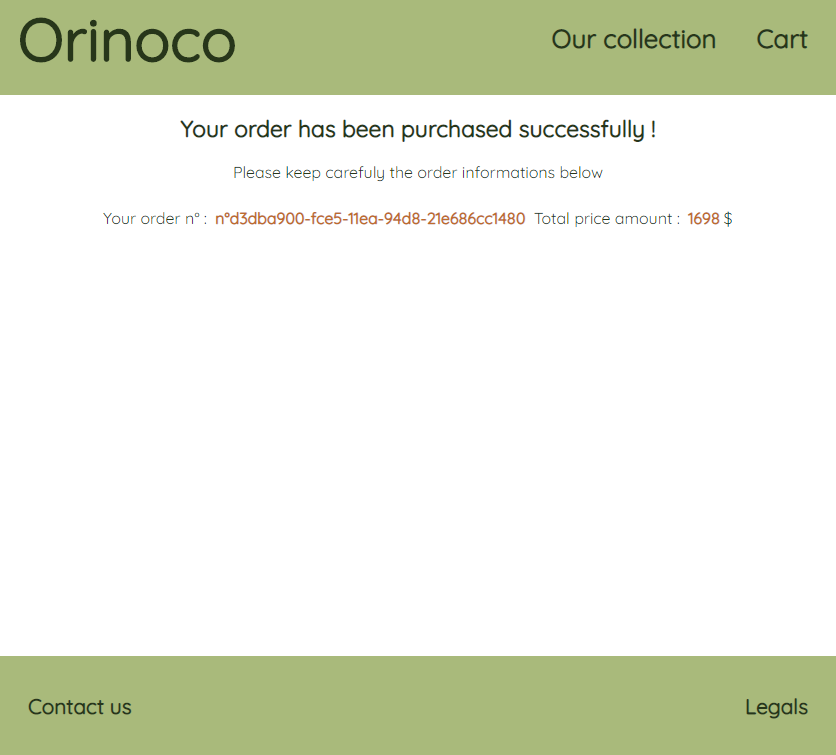 Orinoco
Our collection Cart
Your order has been purchased successfully !
Please keep carefuly the order informations below
Your order n° : n°d3dba900-fce5-11ea-94d8-21e686cc1480 Total price amount : 1698 $
Contact us
Legals